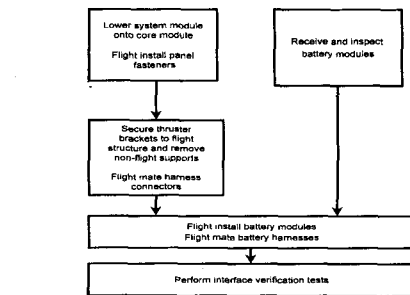 Lower system module
onto core module
Flight install panel
fasteners
Receive and inspect
battery modules
Secure thruster
brackets to flight
structure and remove
non-flight supports
Flight mate harness
connectors
Flight install battery modules
Flight mate battery harnesses
Perform interface verification tests